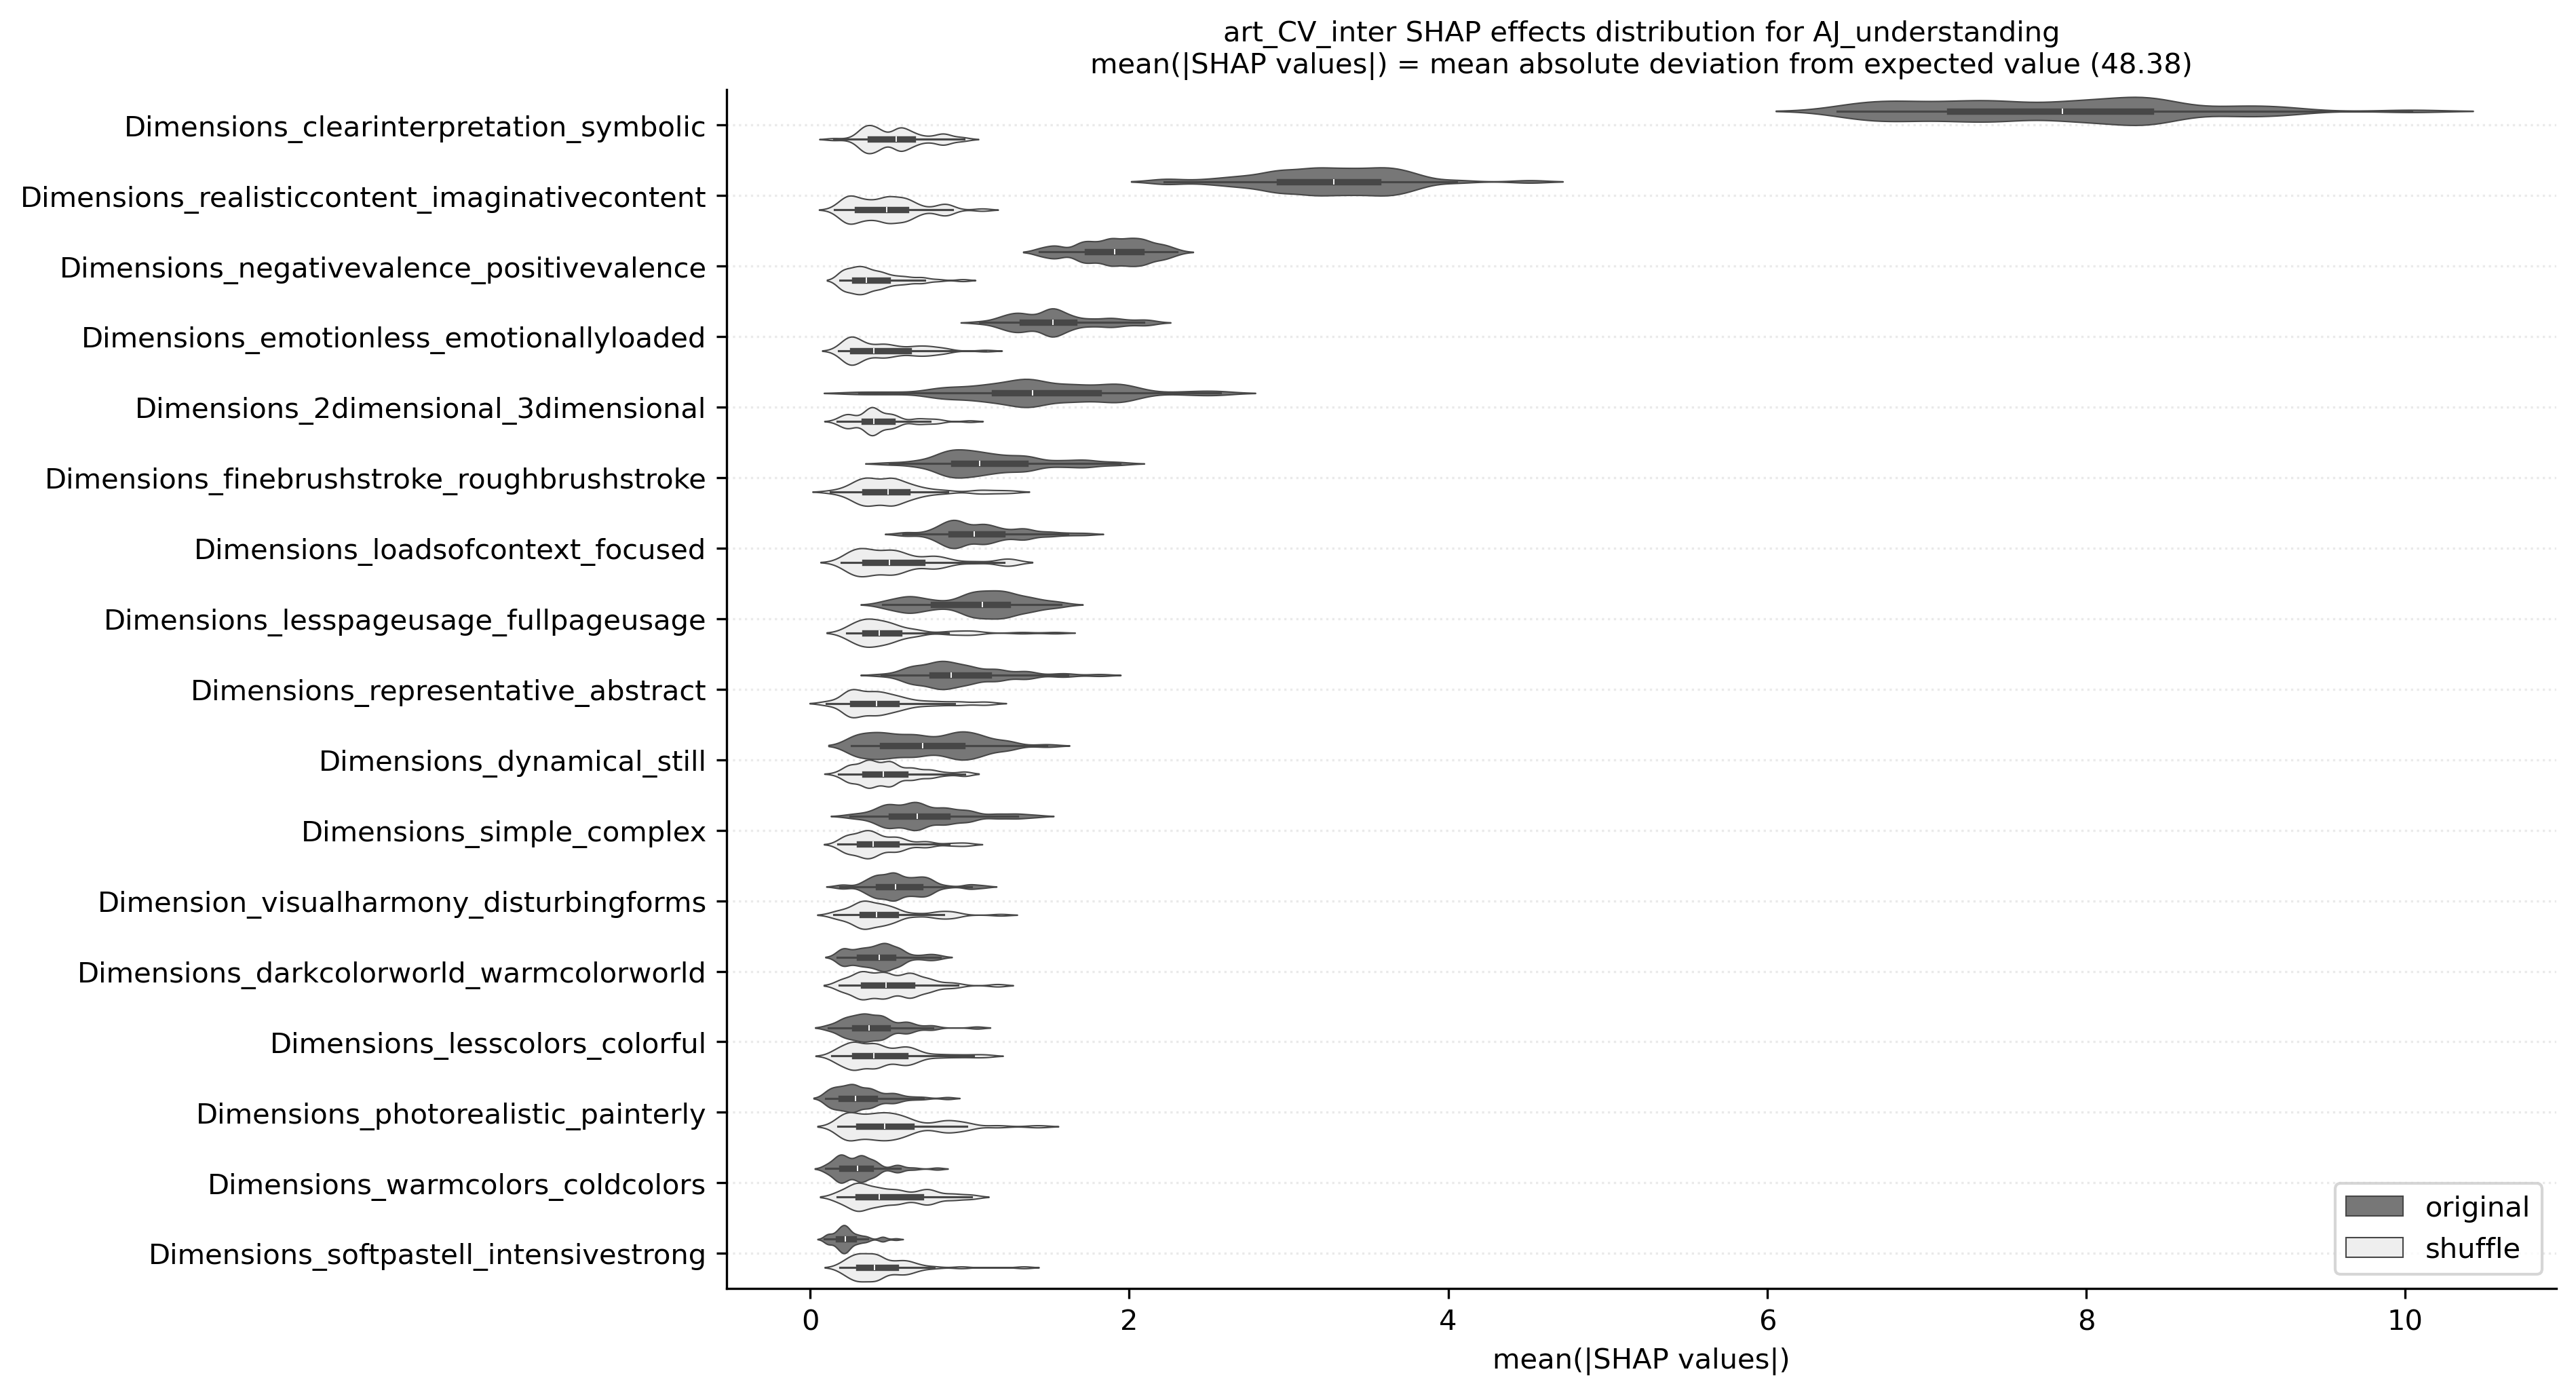 art_CV_inter SHAP effects distribution for AJ_understanding
mean(|SHAP values|) = mean absolute deviation from expected value (48.38)
Dimensions_clearinterpretation_symbolic
Dimensions_realisticcontent_imaginativecontent
Dimensions_negativevalence_positivevalence
Dimensions_emotionless_emotionallyloaded
Dimensions_2dimensional_3dimensional
Dimensions_finebrushstroke_roughbrushstroke
Dimensions_loadsofcontext_focused
Dimensions_lesspageusage_fullpageusage
Dimensions_representative_abstract
Dimensions_dynamical_still
Dimensions_simple_complex
Dimension_visualharmony_disturbingforms
Dimensions_darkcolorworld_warmcolorworld
Dimensions_lesscolors_colorful
Dimensions_photorealistic_painterly
Dimensions_warmcolors_coldcolors
Dimensions_softpastell_intensivestrong
original
shuffle
0 2 4 6 8 10
mean(|SHAP values|)